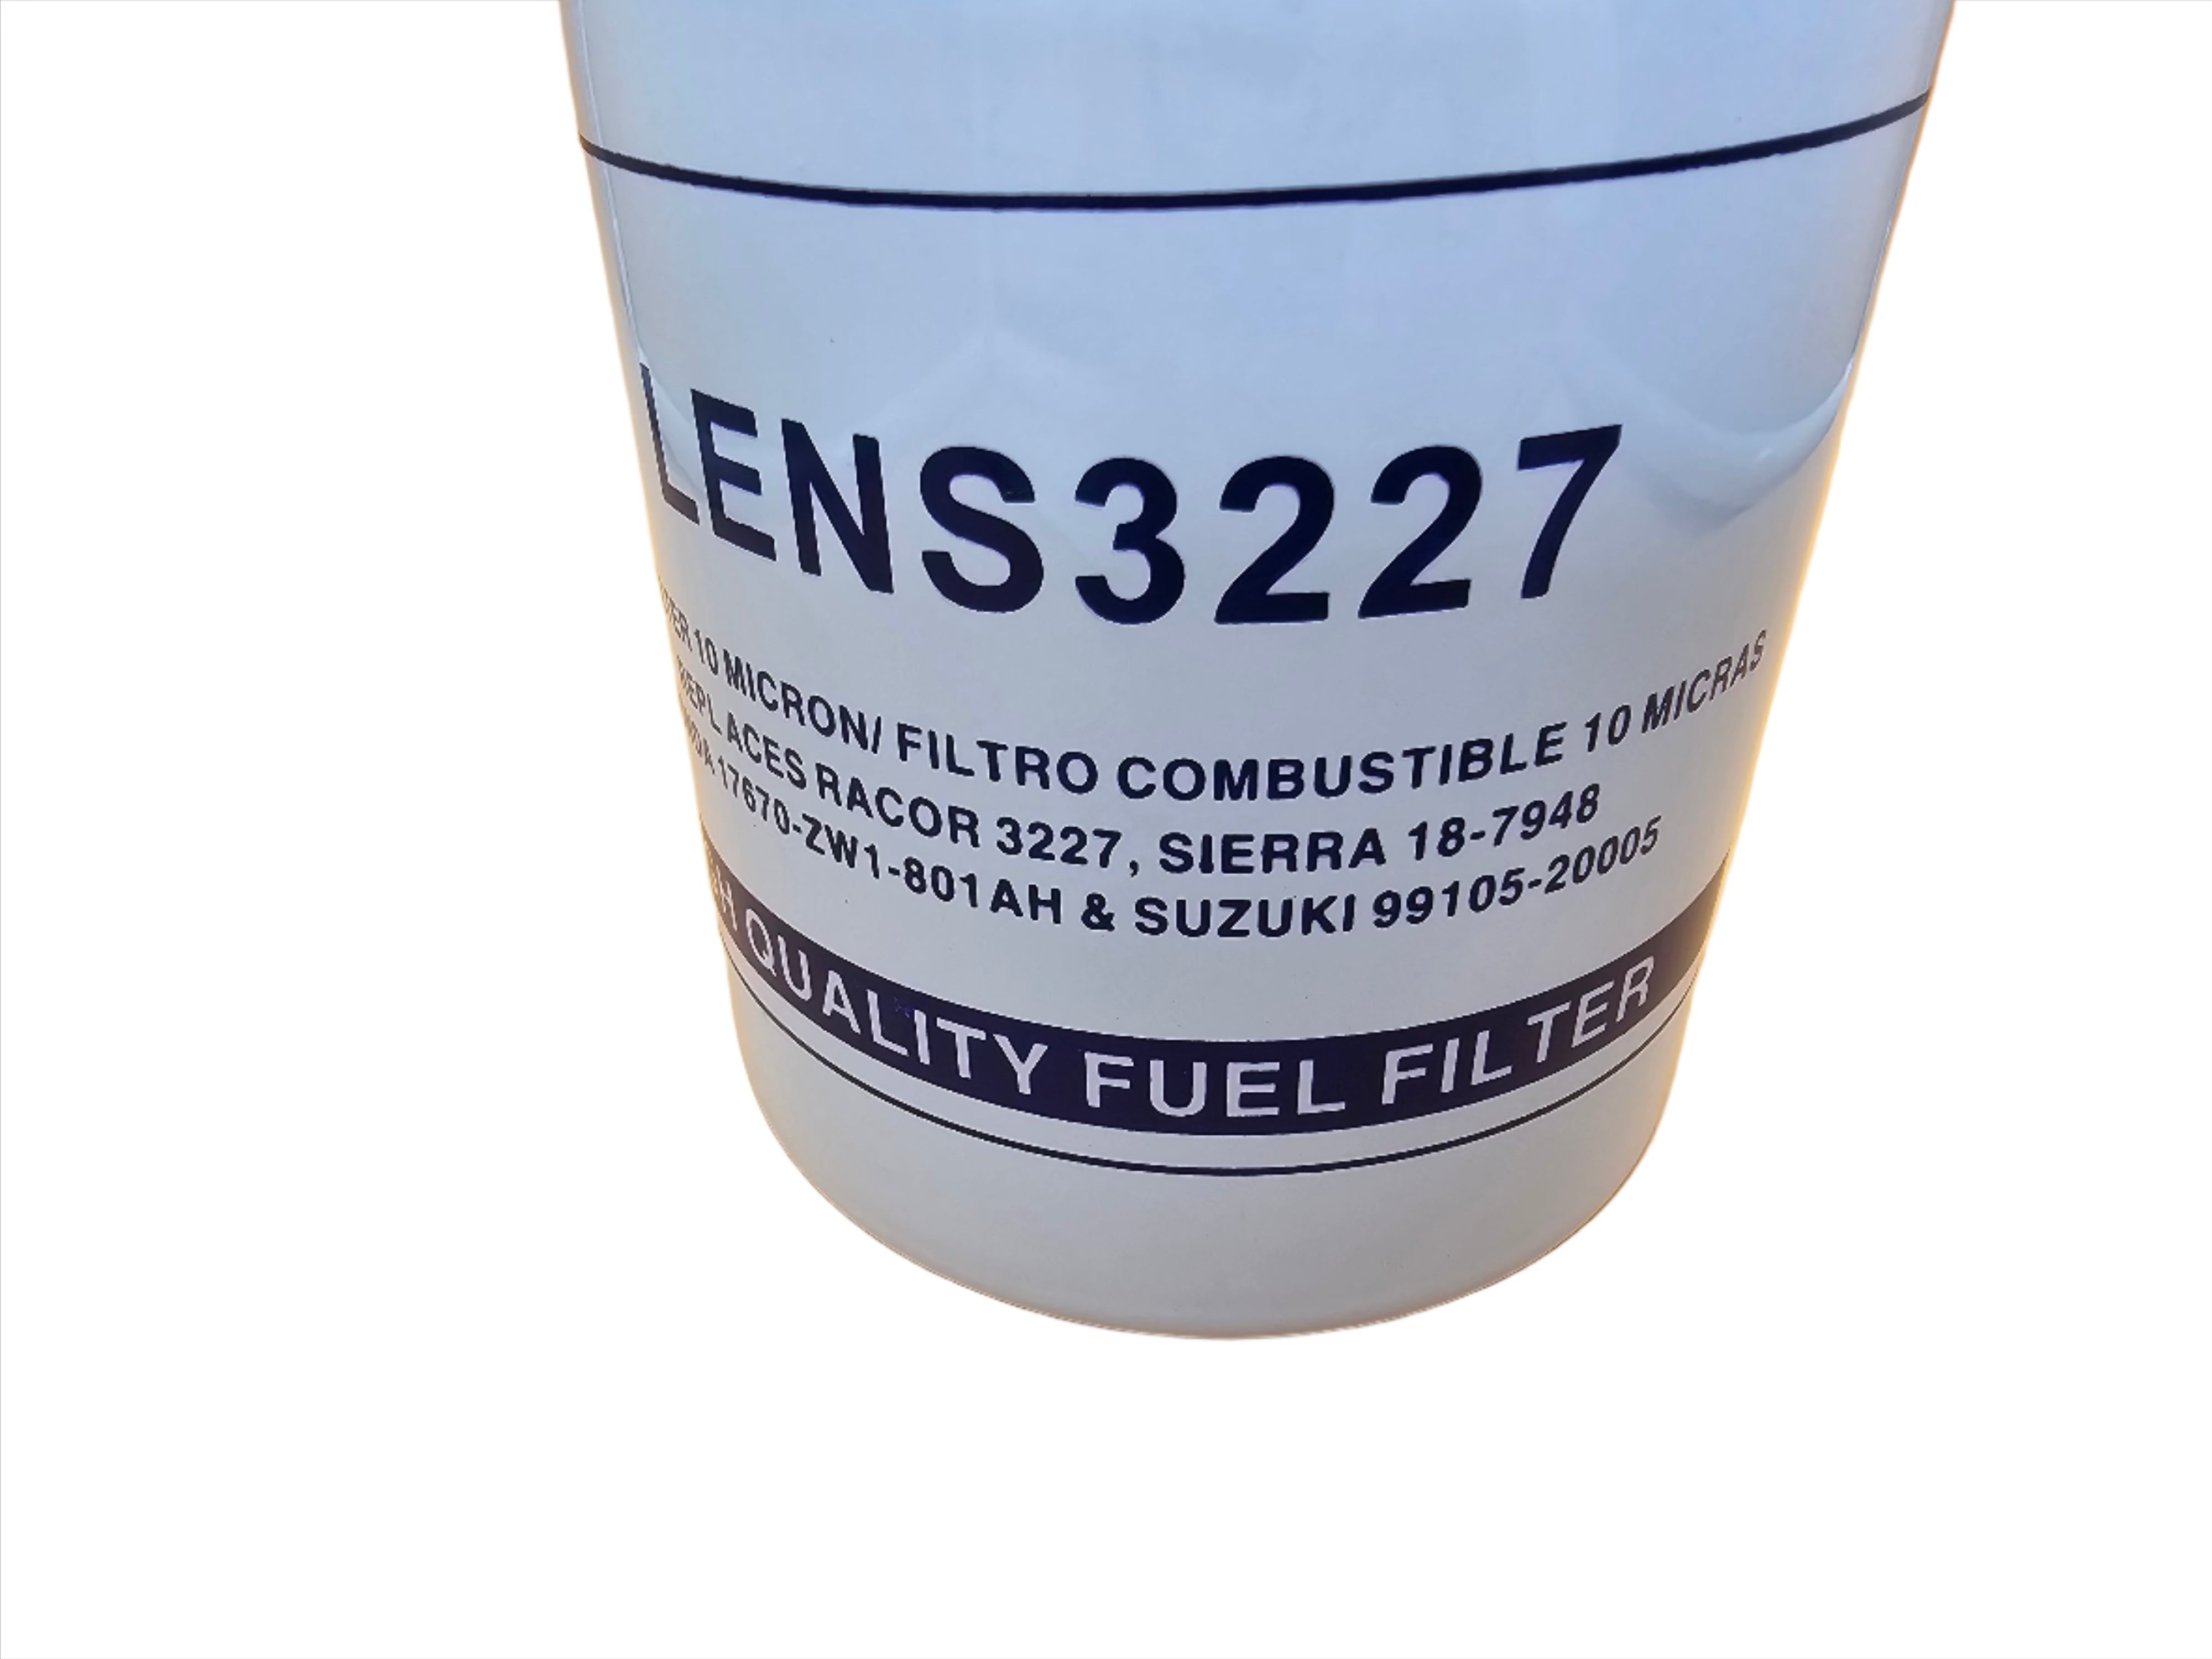 LENS3227
10 MICRON/ FILTRO COMBUSTIBLE 10 MICRAS
REPLACES RACOR 3227, SIERRA 18-7948
17670-ZW1-801AH & SUZUKI 99105-20005
QUALITY FUEL FILTER